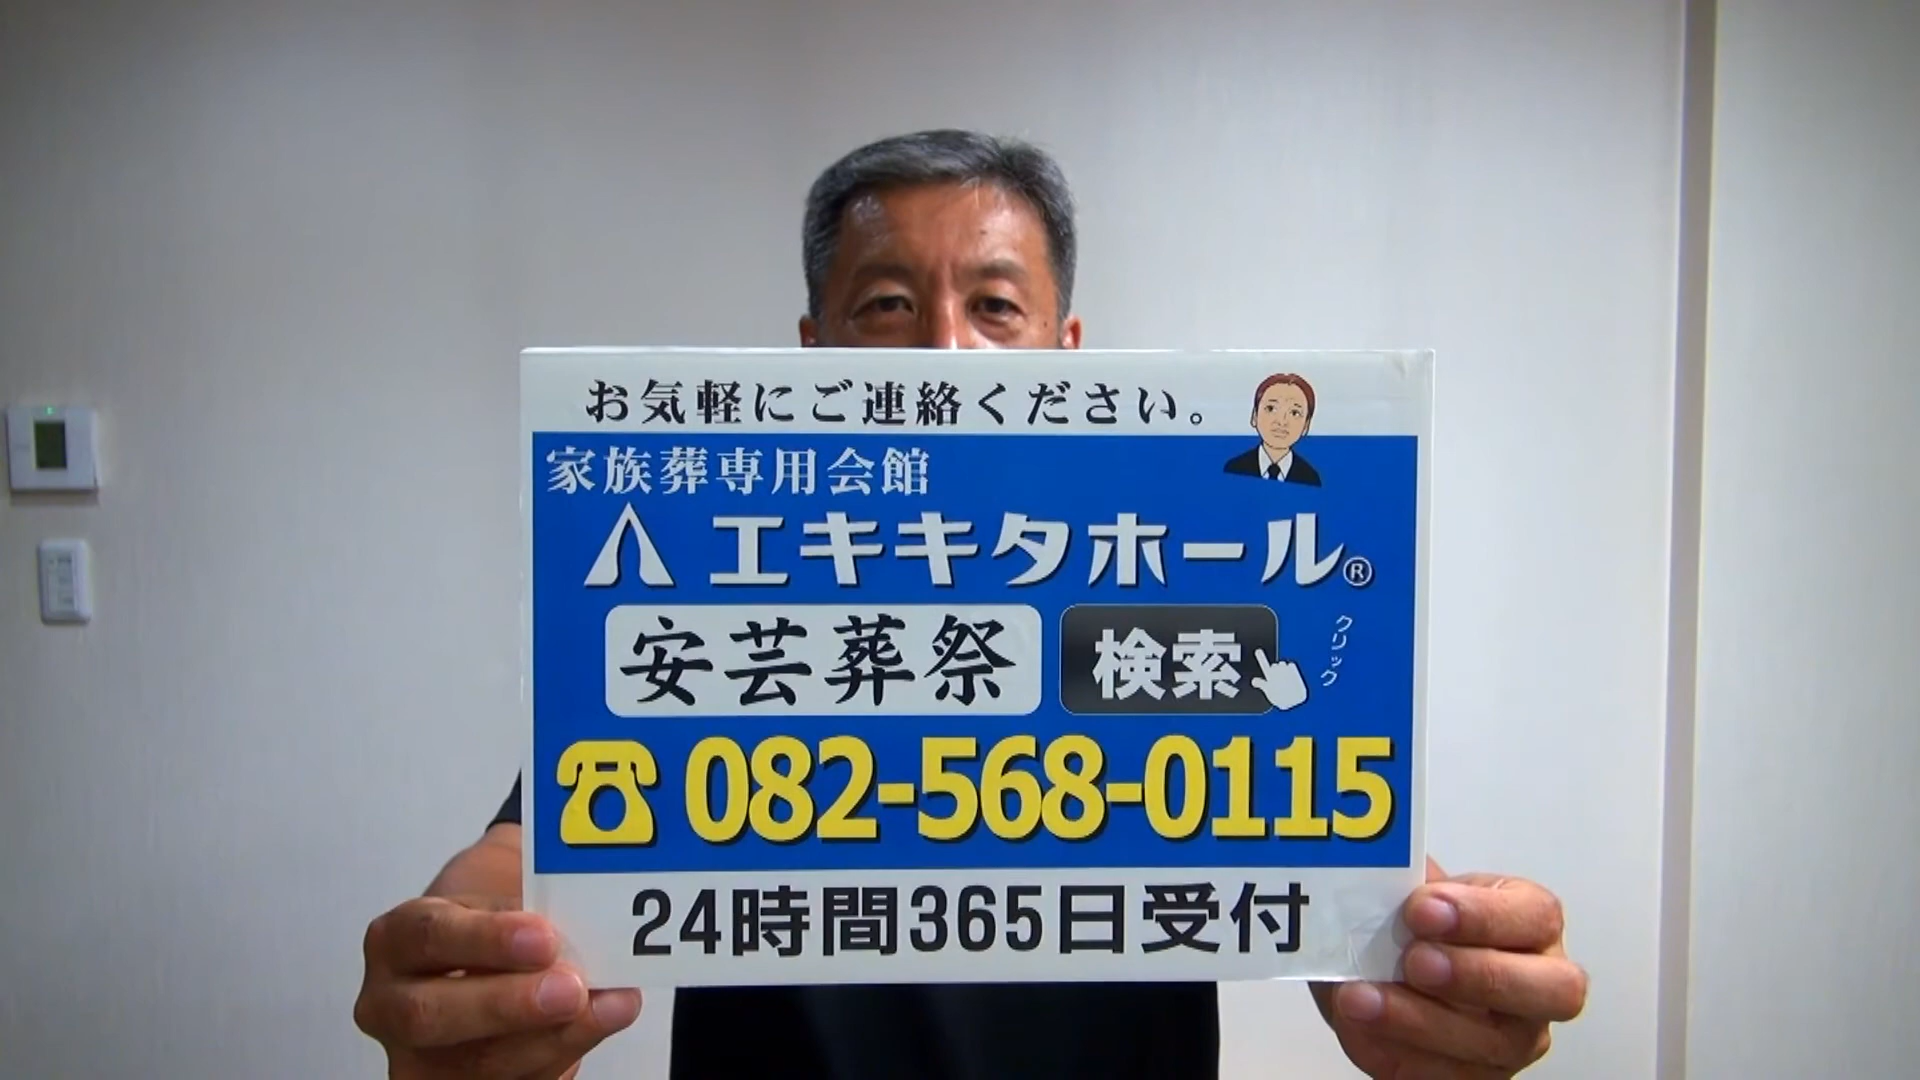 お気軽にご連絡ください。
家族葬専用会館
エキキタホール®
安芸葬祭 検索 クリック
082-568-0115
24時間365日受付